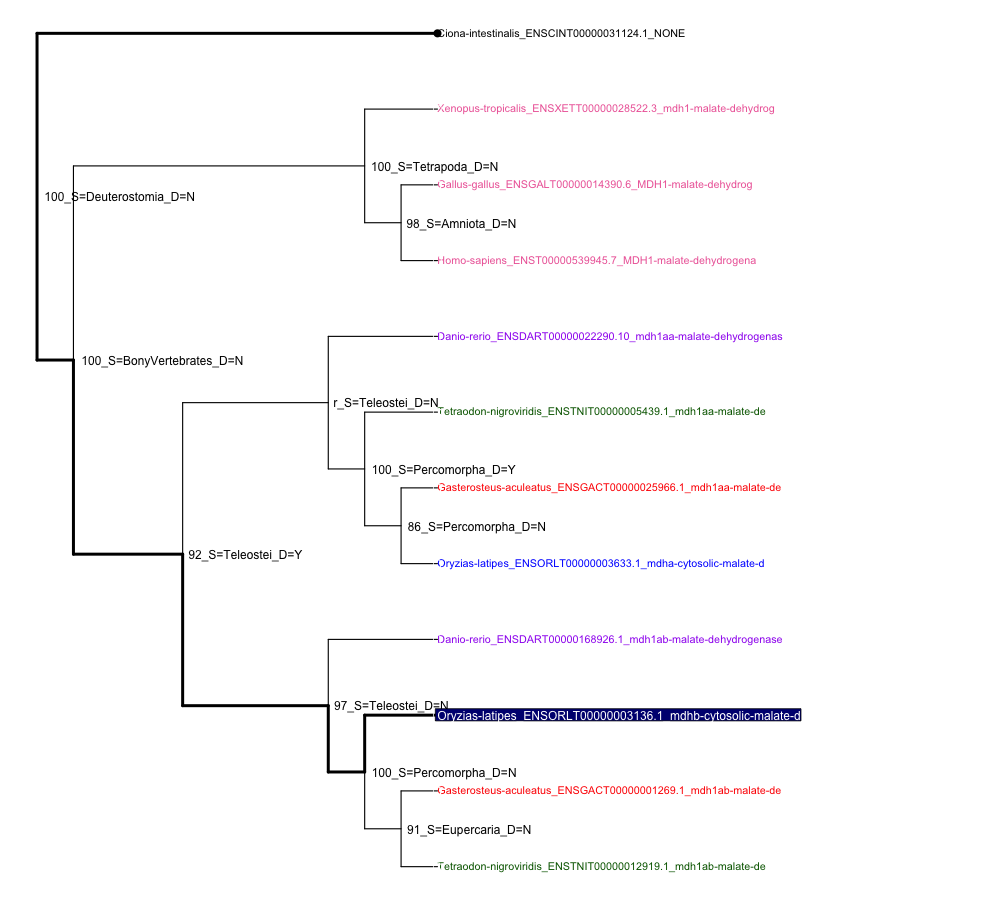 Ciona-intestinalis_ENSCINT00000031124.1_NONE
Xenopus-tropicalis_ENSXETT00000028522.3_mdh1-malate-dehydrog
100_S=Tetrapoda_D=N
Gallus-gallus_ENSGALT00000014390.6_MDH1-malate-dehydrog
100_S=Deuterostomia_D=N
98_S=Amniota_D=N
Homo-sapiens_ENST00000539945.7_MDH1-malate-dehydrogena
Danio-rerio_ENSDART00000022290.10_mdh1aa-malate-dehydrogenas
100_S=BonyVertebrates_D=N
r_S=Teleostei_D=N
Tetraodon-nigroviridis_ENSTNIT00000005439.1_mdh1aa-malate-de
100_S=Percomorpha_D=Y
Gasterosteus-aculeatus_ENSGACT00000025966.1_mdh1aa-malate-de
86_S=Percomorpha_D=N
92_S=Teleostei_D=Y
Oryzias-latipes_ENSORLT00000003633.1_mdha-cytosolic-malate-d
Danio-rerio_ENSDART00000168926.1_mdh1ab-malate-dehydrogenase
97_S=Teleostei_D=N
Oryzias-latipes_ENSORLT00000003136.1_mdhb-cytosolic-malate-d
100_S=Percomorpha_D=N
Gasterosteus-aculeatus_ENSGACT00000001269.1_mdh1ab-malate-de
91_S=Eupercaria_D=N
Tetraodon-nigroviridis_ENSTNIT00000012919.1_mdh1ab-malate-de